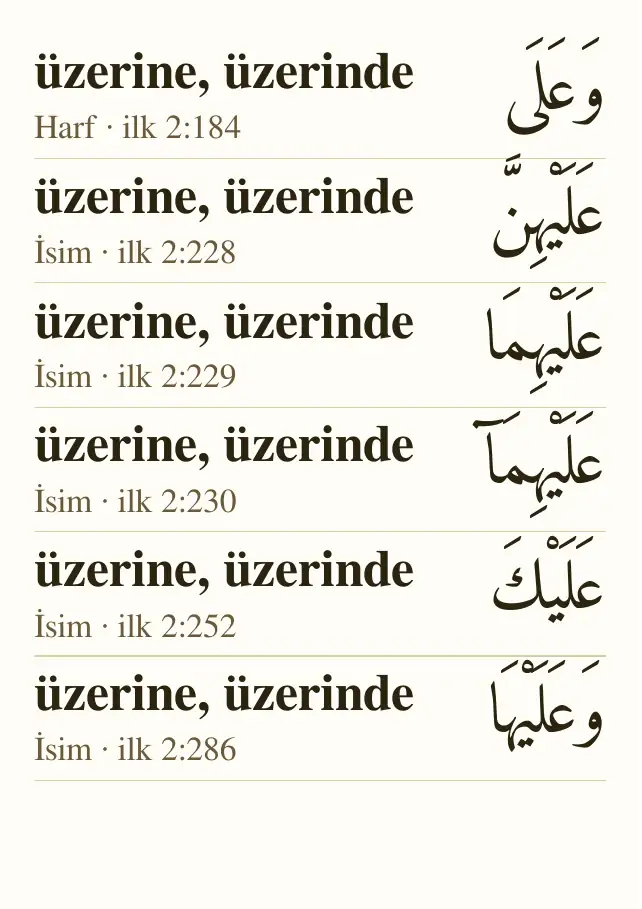 üzerine, üzerinde وَعَلَى
Harf · ilk 2:184
üzerine, üzerinde عَلَيْهِنَّ
İsim · ilk 2:228
üzerine, üzerinde عَلَيْهِمَا
İsim · ilk 2:229
üzerine, üzerinde عَلَيْهِمَآ
İsim · ilk 2:230
üzerine, üzerinde عَلَيْكَ
İsim · ilk 2:252
üzerine, üzerinde وَعَلَيْهَا
İsim · ilk 2:286